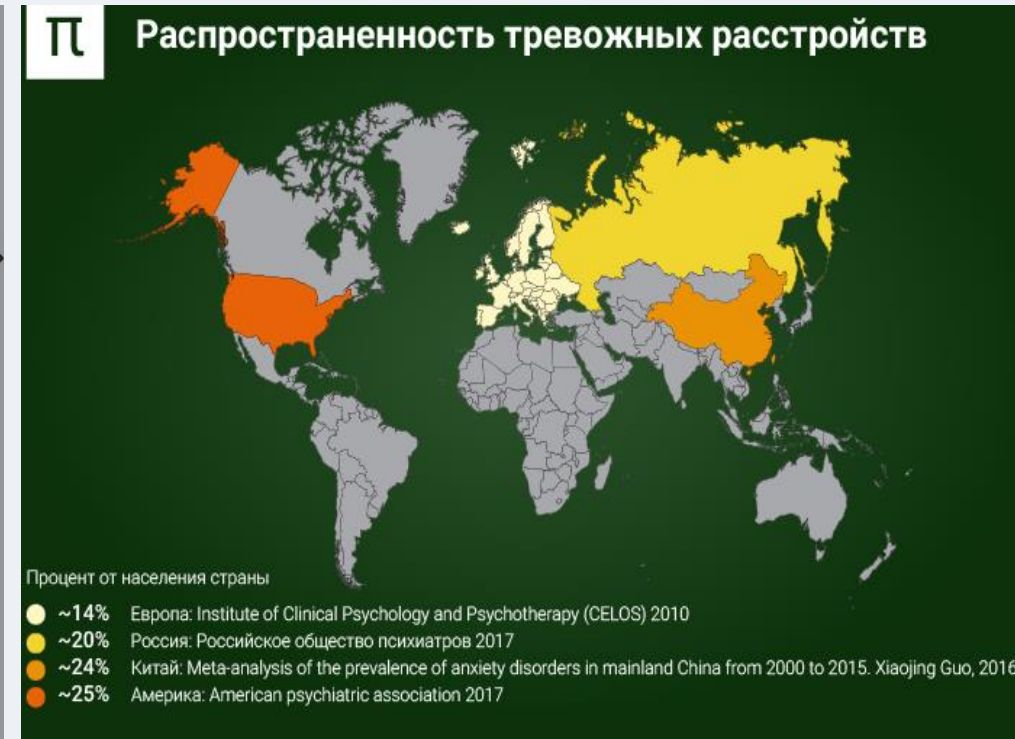 π
Распространенность тревожных расстройств
Процент от населения страны
~14% Европа: Institute of Clinical Psychology and Psychotherapy (CELOS) 2010
~20% Россия: Российское общество психиатров 2017
~24% Китай: Meta-analysis of the prevalence of anxiety disorders in mainland China from 2000 to 2015. Xiaojing Guo, 2016
~25% Америка: American psychiatric association 2017